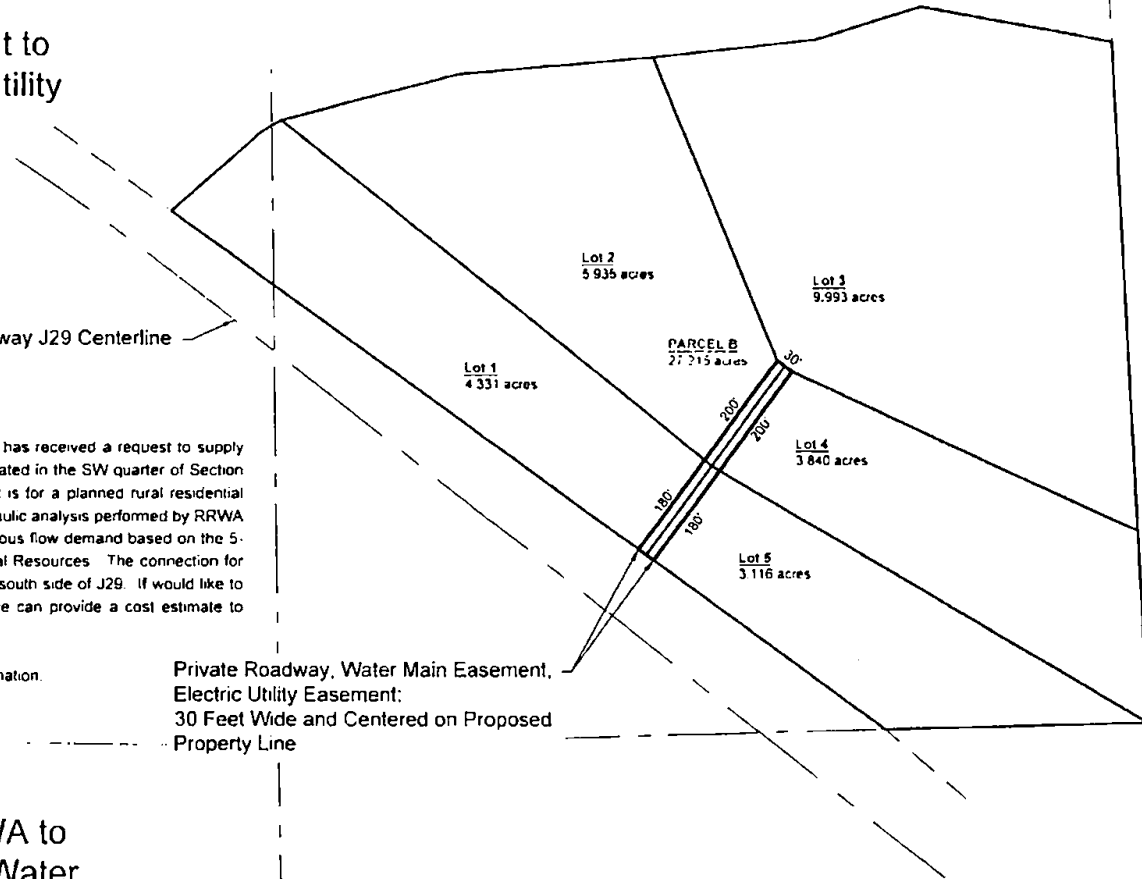 t to
tility
way J29 Centerline
has received a request to supply
ated in the SW quarter of Section
is for a planned rural residential
aulic analysis performed by RRWA
ous flow demand based on the 5-
al Resources The connection for
south side of J29. If would like to
e can provide a cost estimate to
nation.
Lot 1
4.331 acres
Lot 2
5.935 acres
Lot 3
9.993 acres
PARCEL B
27.215 acres
30'
200'
200'
Lot 4
3.840 acres
180'
180'
Lot 5
3.116 acres
Private Roadway, Water Main Easement,
Electric Utility Easement:
30 Feet Wide and Centered on Proposed
Property Line
WA to
Water